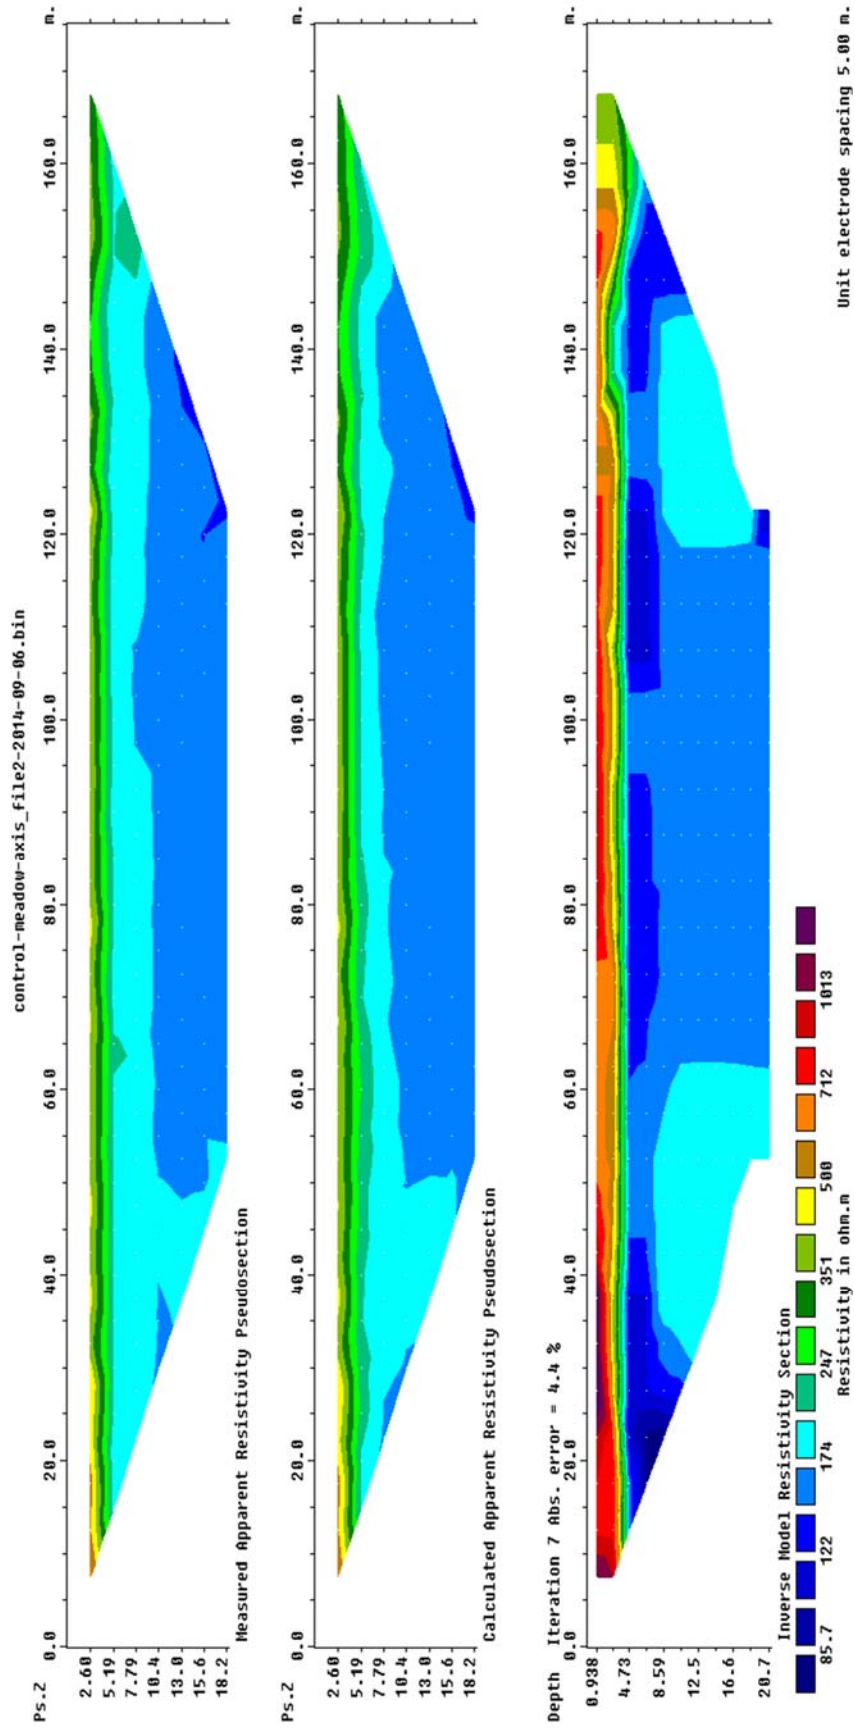 control-meadow-axis_file2-2014-09-06.bin
Ps.Z 0.0 20.0 40.0 60.0 80.0 100.0 120.0 140.0 160.0 m.
2.60
5.19
7.79
10.4
13.0
15.6
18.2
Measured Apparent Resistivity Pseudosection
Ps.Z 0.0 20.0 40.0 60.0 80.0 100.0 120.0 140.0 160.0 m.
2.60
5.19
7.79
10.4
13.0
15.6
18.2
Calculated Apparent Resistivity Pseudosection
Depth Iteration 7 Abs. error = 4.4 %
0.0 20.0 40.0 60.0 80.0 100.0 120.0 140.0 160.0 m.
0.938
4.73
8.59
12.5
16.6
20.7
Inverse Model Resistivity Section
85.7 122 174 247 351 500 712 1013
Resistivity in ohm.m
Unit electrode spacing 5.00 m.